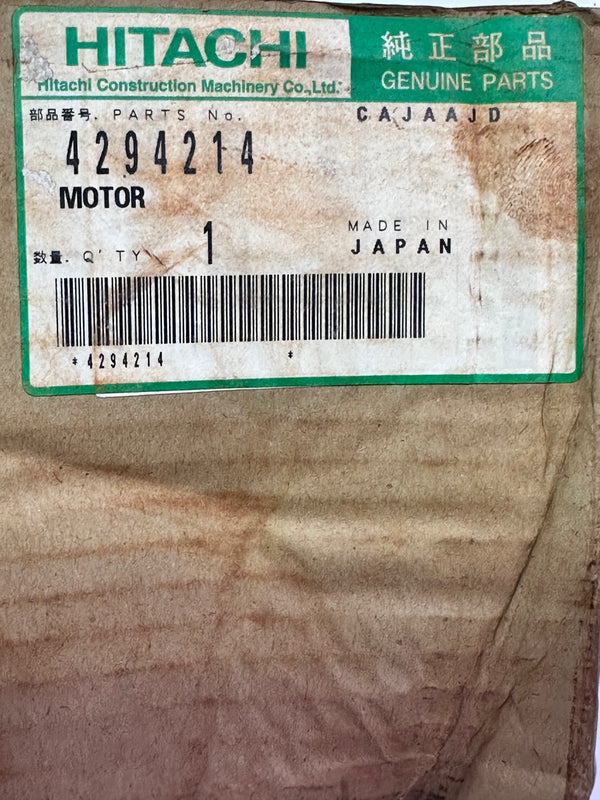 HITACHI
Hitachi Construction Machinery Co.,Ltd.
純正部品
GENUINE PARTS
部品番号. PARTS No.
CAJAAJD
4294214
MOTOR
数量. Q'TY
1
MADE IN
JAPAN
*4294214 *